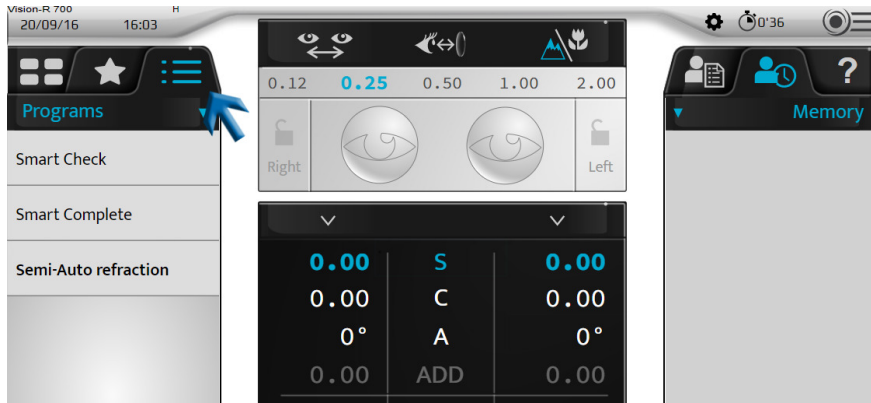 Vision-R 700
H
20/09/16 16:03
0'36
?
Programs
Memory
0.12 0.25 0.50 1.00 2.00
Smart Check
Right
Left
Smart Complete
Semi-Auto refraction
0.00 S 0.00
0.00 C 0.00
0° A 0°
0.00 ADD 0.00